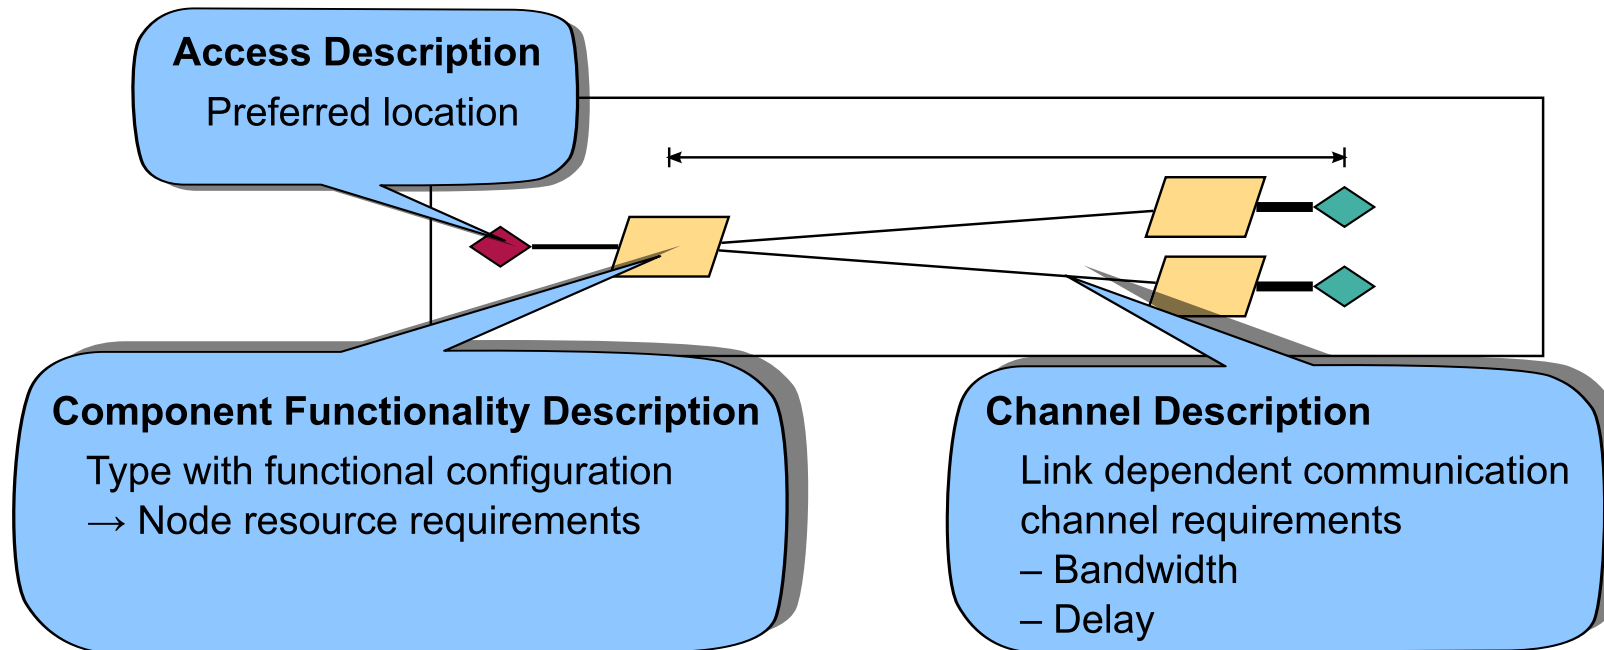 Access Description
Preferred location
Component Functionality Description
Type with functional configuration
→ Node resource requirements
Channel Description
Link dependent communication
channel requirements
– Bandwidth
– Delay